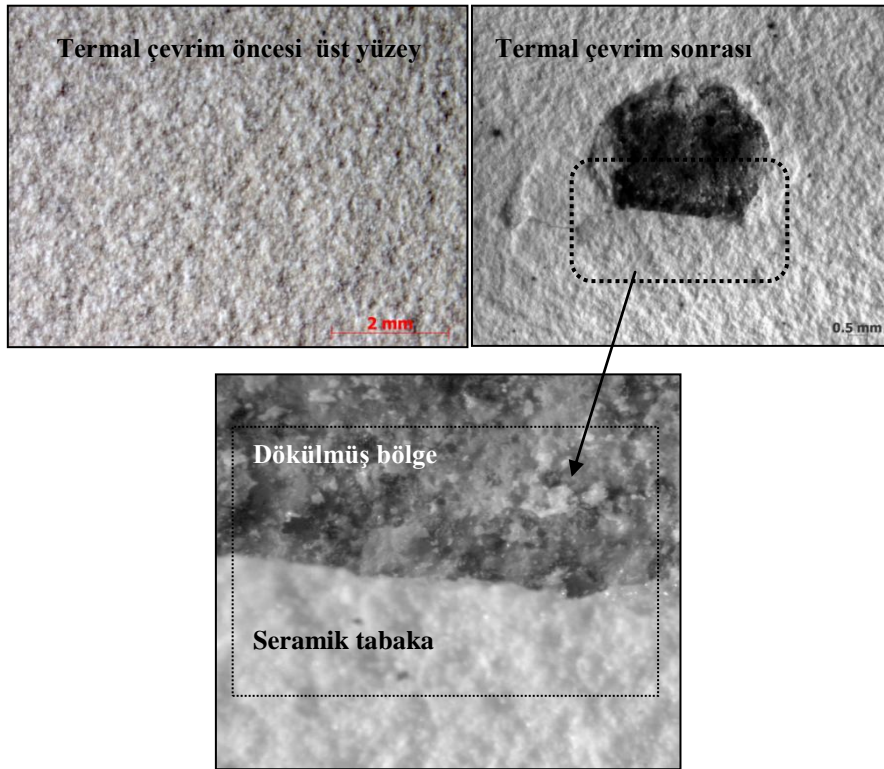 Termal çevrim öncesi üst yüzey
Termal çevrim sonrası
2 mm
0.5 mm
Dökülmüş bölge
Seramik tabaka